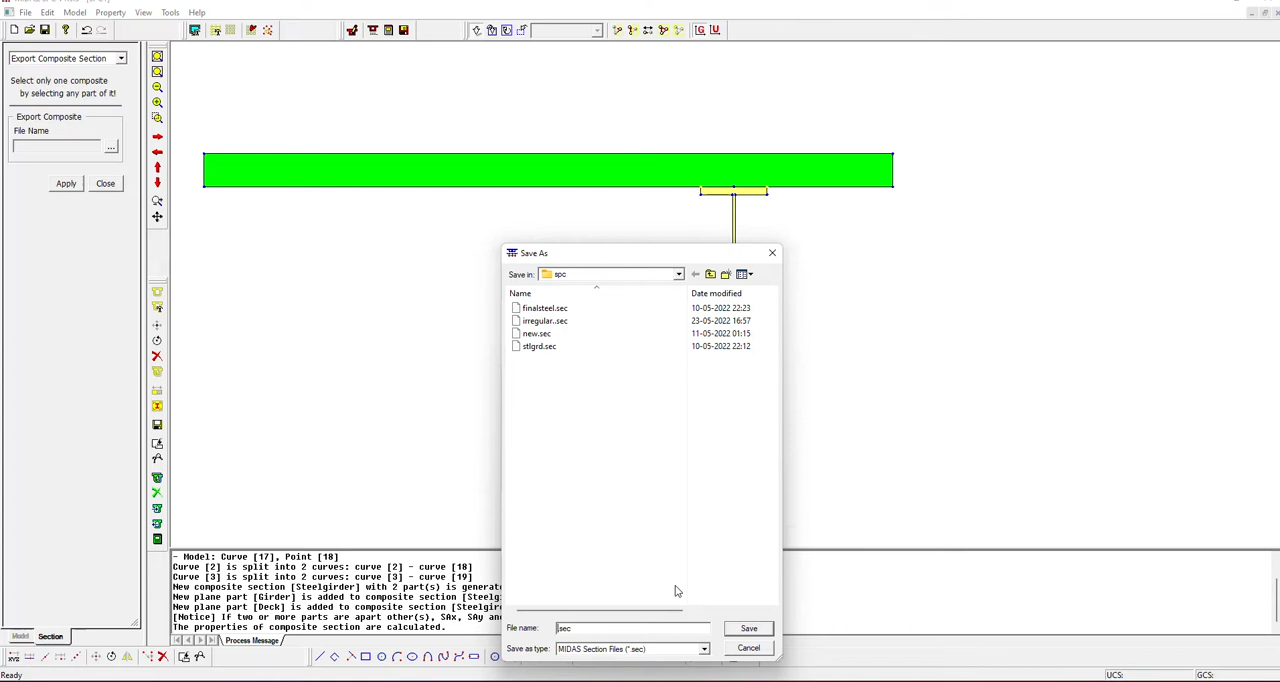 File Edit Model Property View Tools Help
Export Composite Section
Select only one composite
by selecting any part of it!
Export Composite
File Name
...
Apply Close
Save As
Save in: spc
Name Date modified
finalsteel.sec 10-05-2022 22:23
irregular..sec 23-05-2022 16:57
new.sec 11-05-2022 01:15
stlgrd.sec 10-05-2022 22:12
File name: .sec Save
Save as type: MIDAS Section Files (*.sec) Cancel
- Model: Curve [17], Point [18]
Curve [2] is split into 2 curves: curve [2] - curve [18]
Curve [3] is split into 2 curves: curve [3] - curve [19]
New composite section [Steelgirder] with 2 part(s) is generat
New plane part [Girder] is added to composite section [Steelg
New plane part [Deck] is added to composite section [Steelgir
[Notice] If two or more parts are apart other(s), SAx, SAy an
The properties of composite section are calculated.
Model Section
Process Message
Ready UCS: GCS: